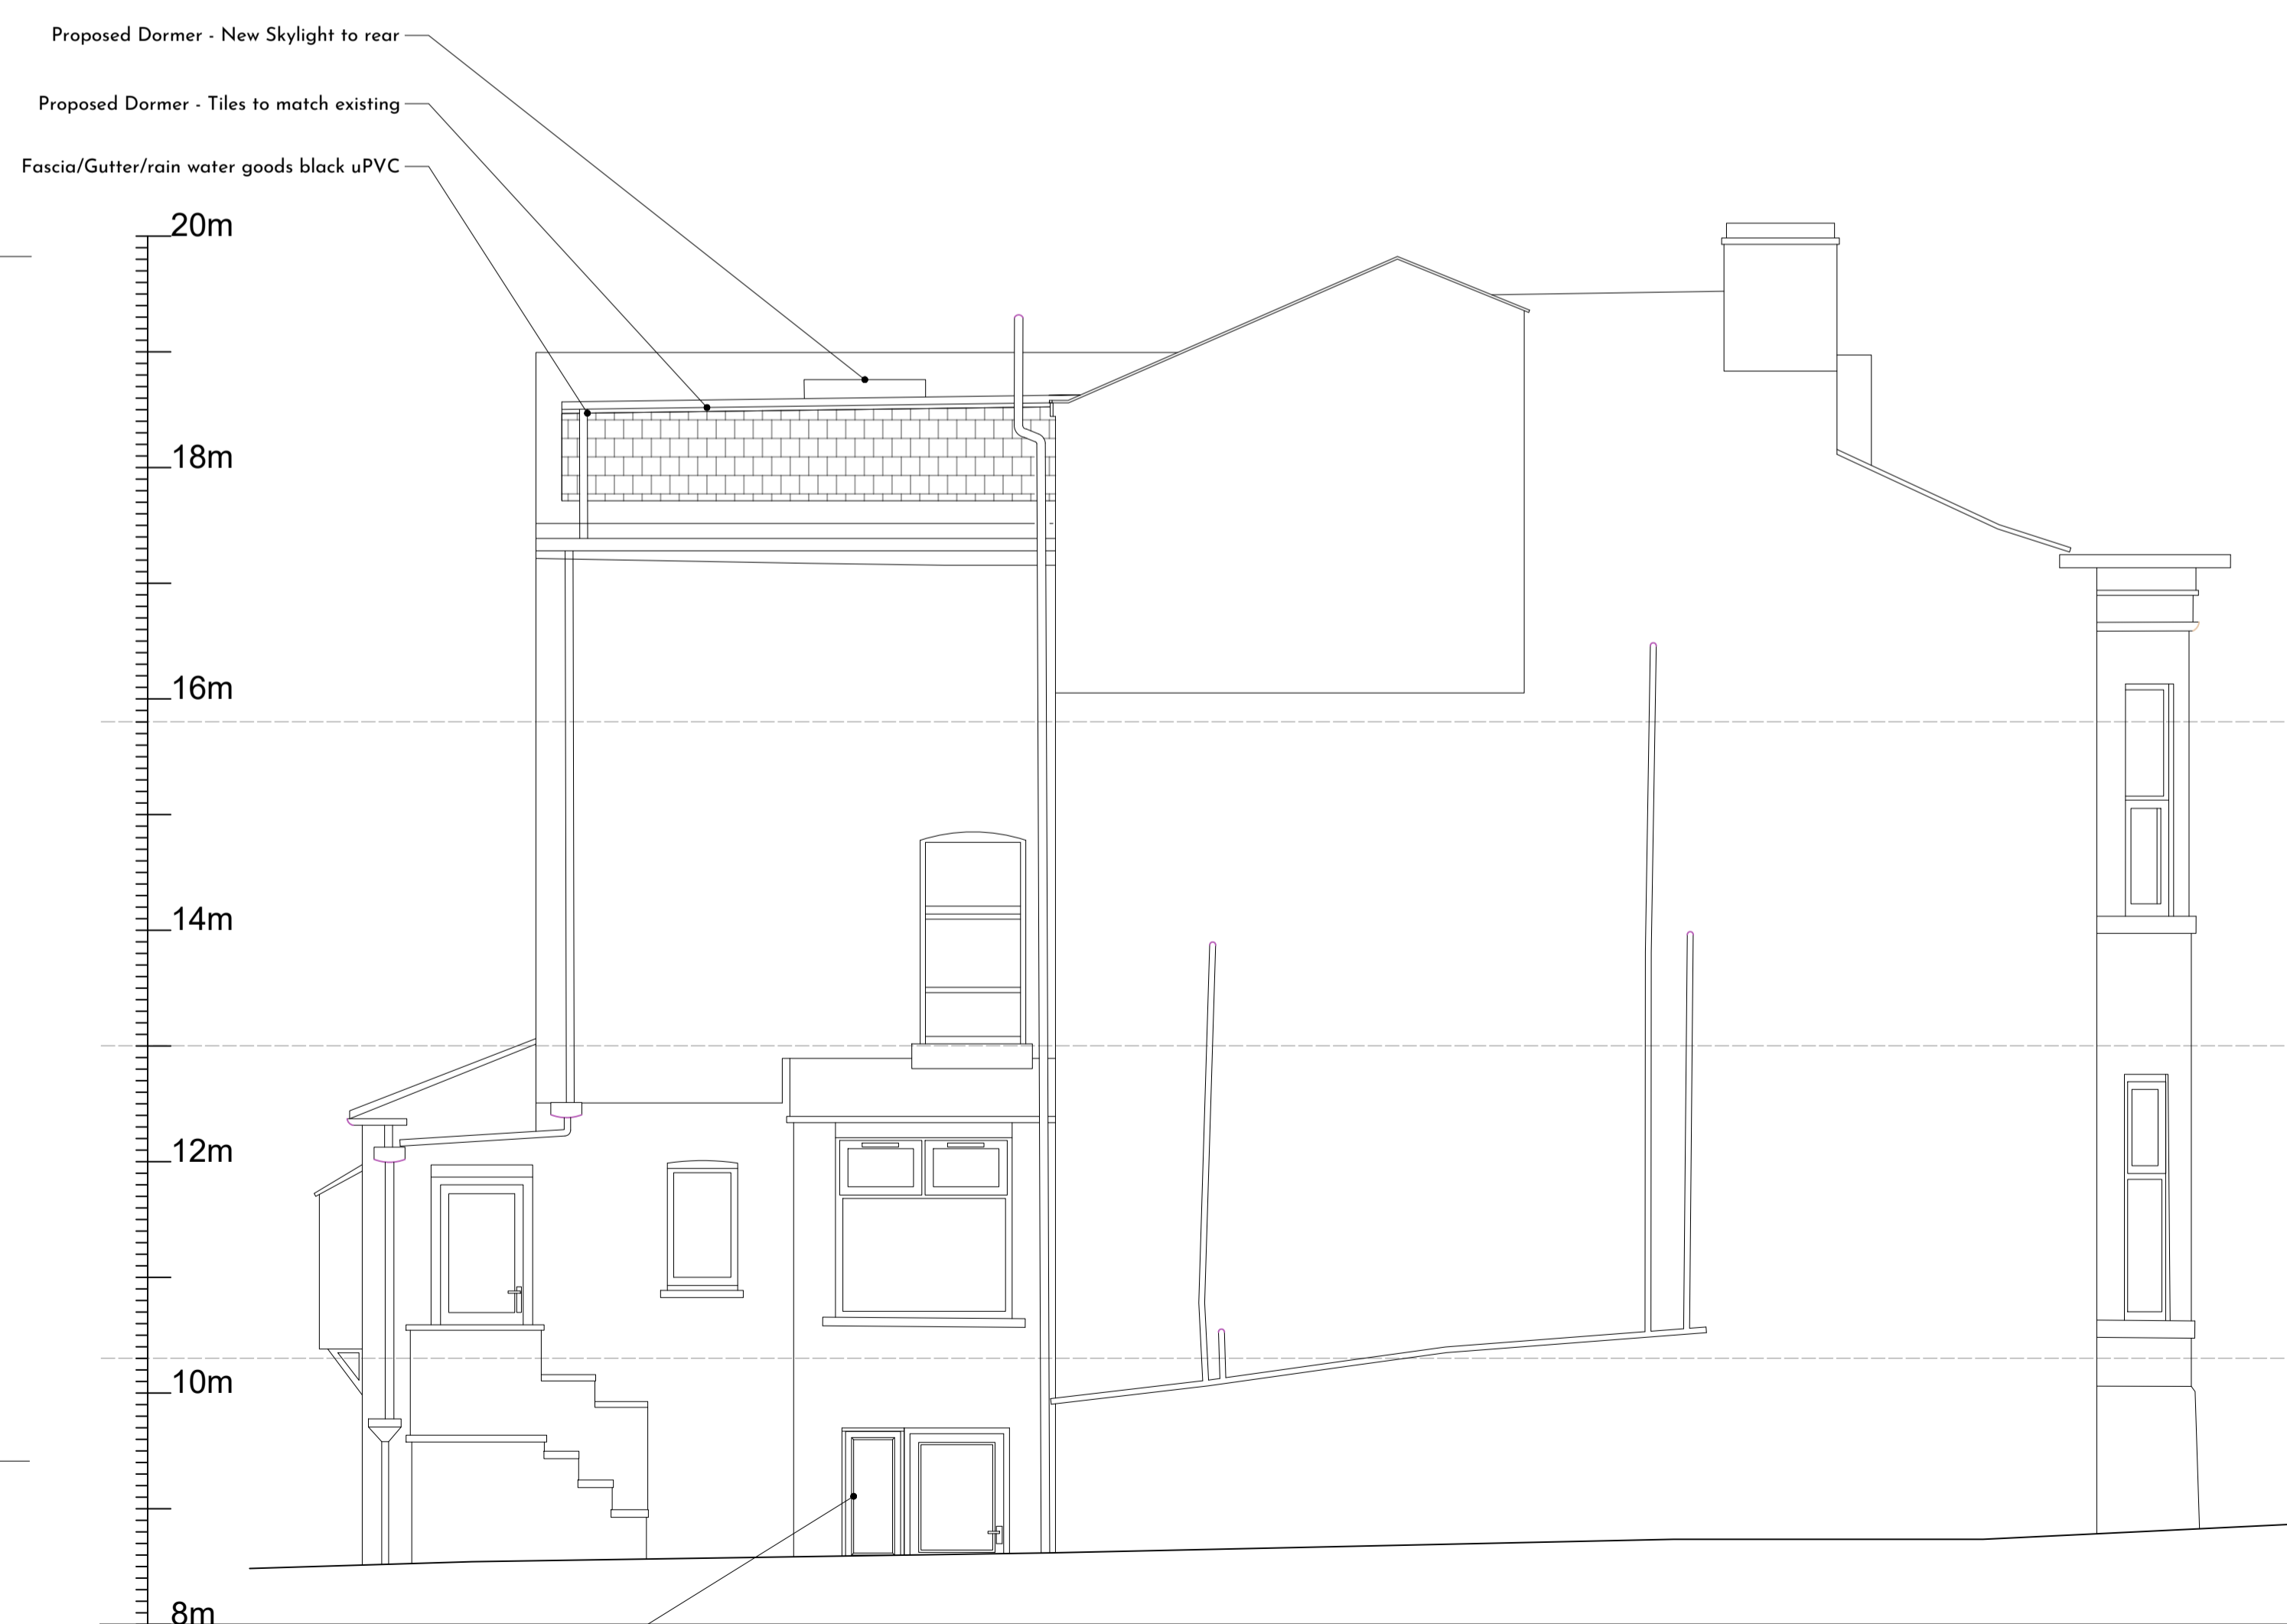 Proposed Dormer - New Skylight to rear
Proposed Dormer - Tiles to match existing
Fascia/Gutter/rain water goods black uPVC
20m
18m
16m
14m
12m
10m
8m